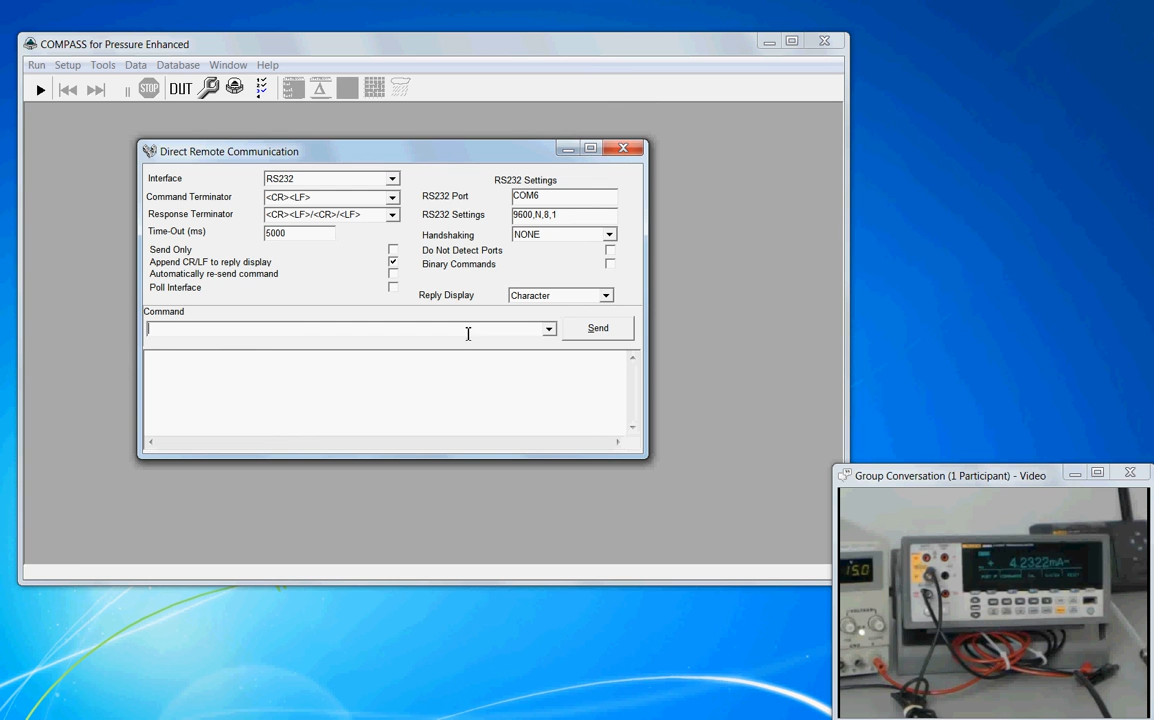 COMPASS for Pressure Enhanced
Run Setup Tools Data Database Window Help
STOP DUT
Direct Remote Communication
Interface RS232
Command Terminator <CR><LF>
Response Terminator <CR><LF>/<CR>/<LF>
Time-Out (ms) 5000
Send Only
Append CR/LF to reply display
Automatically re-send command
Poll Interface
RS232 Settings
RS232 Port COM6
RS232 Settings 9600,N,8,1
Handshaking NONE
Do Not Detect Ports
Binary Commands
Reply Display Character
Command
Send
Group Conversation (1 Participant) - Video
15.0
+ 4.2322mA